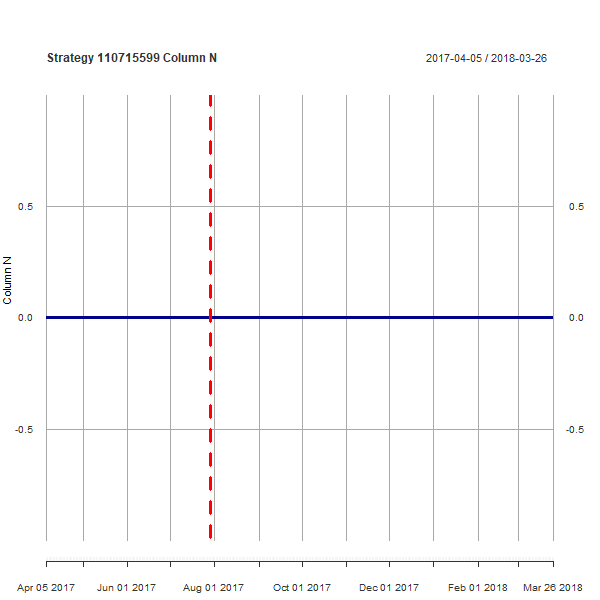 Strategy 110715599 Column N
2017-04-05 / 2018-03-26
0.5 0.5
Column N
0.0 0.0
-0.5 -0.5
Apr 05 2017 Jun 01 2017 Aug 01 2017 Oct 01 2017 Dec 01 2017 Feb 01 2018 Mar 26 2018